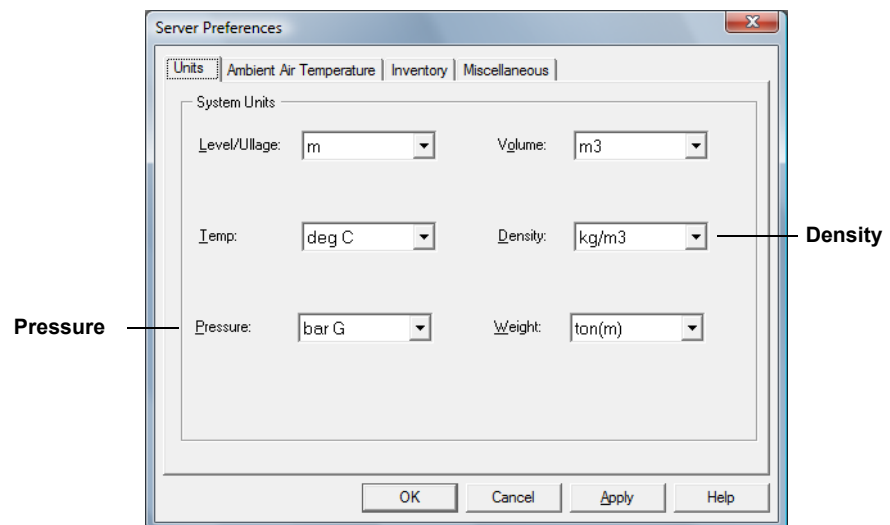 Server Preferences
Units Ambient Air Temperature Inventory Miscellaneous
System Units
Level/Ullage: m Volume: m3
Temp: deg C Density: kg/m3 Density
Pressure Pressure: bar G Weight: ton(m)
OK Cancel Apply Help